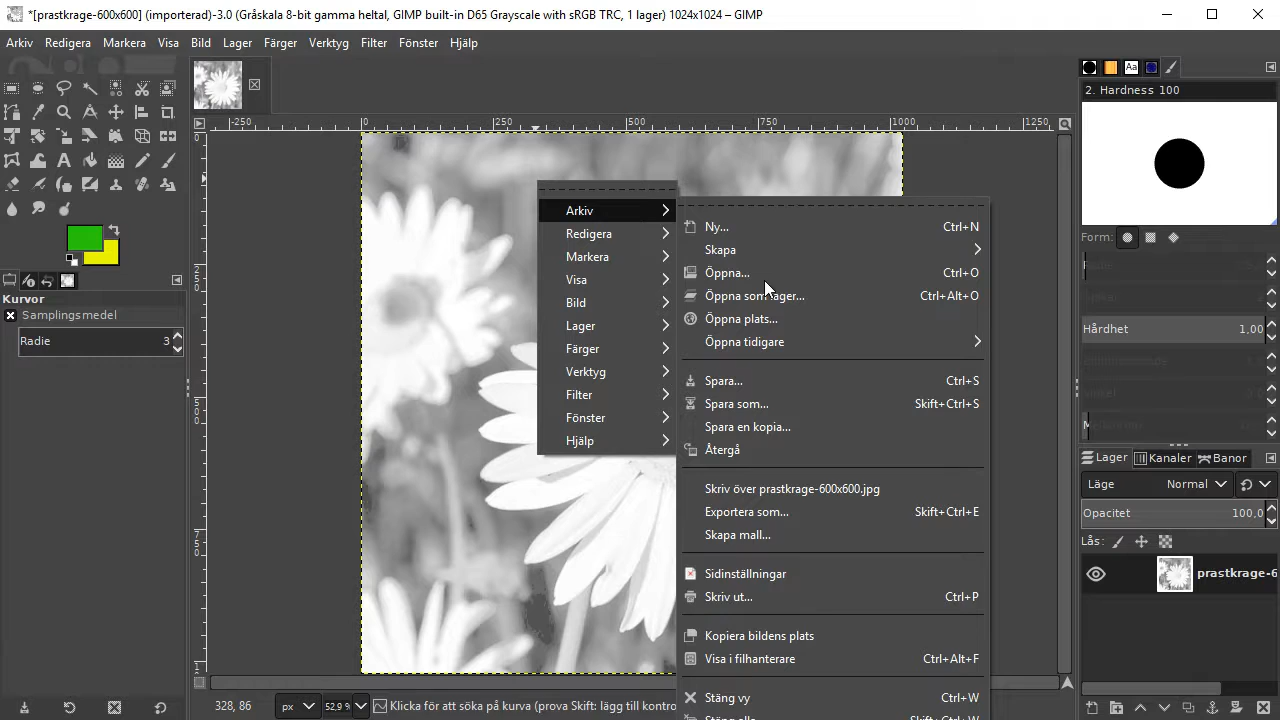 *[prastkrage-600x600] (importerad)-3.0 (Gråskala 8-bit gamma heltal, GIMP built-in D65 Grayscale with sRGB TRC, 1 lager) 1024x1024 – GIMP
Arkiv Redigera Markera Visa Bild Lager Färger Verktyg Filter Fönster Hjälp
2. Hardness 100
-250 0 250 500 750 1000 1250
Arkiv
Redigera
Markera
Visa
Bild
Lager
Färger
Verktyg
Filter
Fönster
Hjälp
Ny... Ctrl+N
Skapa
Öppna... Ctrl+O
Öppna som lager... Ctrl+Alt+O
Öppna plats...
Öppna tidigare
Spara... Ctrl+S
Spara som... Skift+Ctrl+S
Spara en kopia...
Återgå
Skriv över prastkrage-600x600.jpg
Exportera som... Skift+Ctrl+E
Skapa mall...
Sidinställningar
Skriv ut... Ctrl+P
Kopiera bildens plats
Visa i filhanterare Ctrl+Alt+F
Stäng vy Ctrl+W
Kurvor
Samplingsmedel
Radie 3
Form:
Hårdhet 1,00
Lager Kanaler Banor
Läge Normal
Opacitet 100,0
Lås:
prastkrage-6
328, 86 px 52,9 % Klicka för att söka på kurva (prova Skift: lägg till kontro